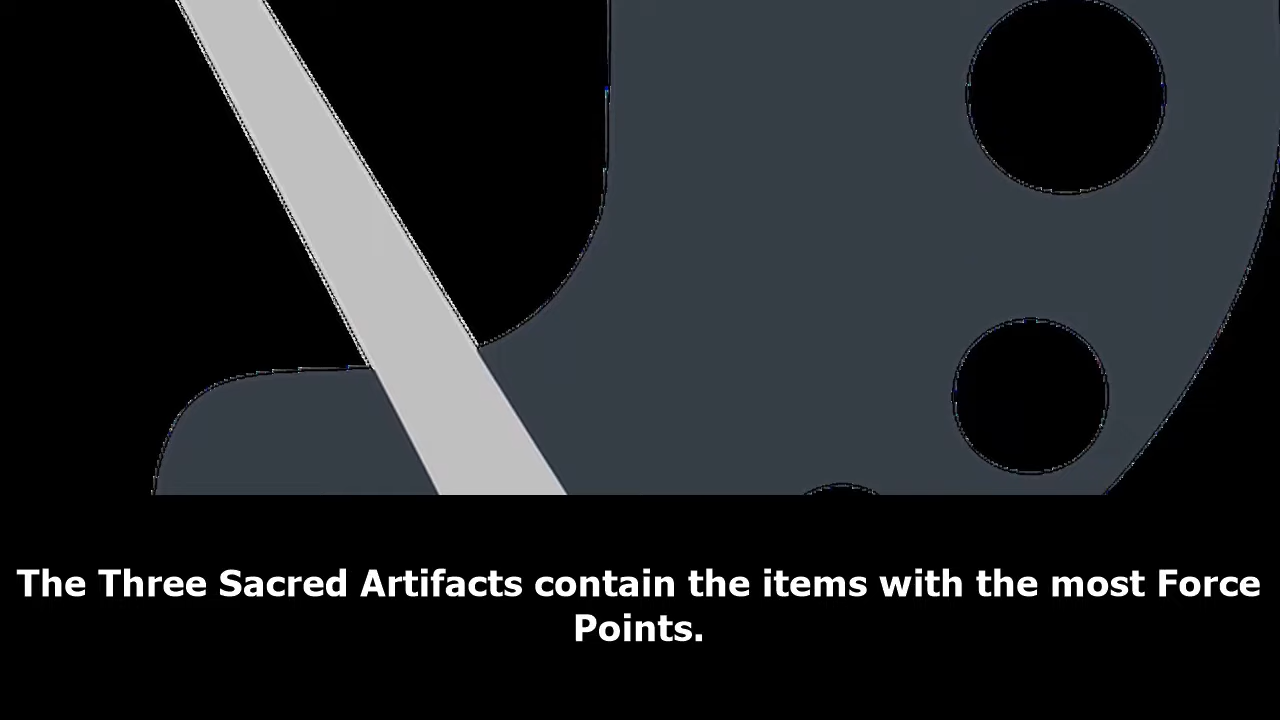 The Three Sacred Artifacts contain the items with the most Force
Points.